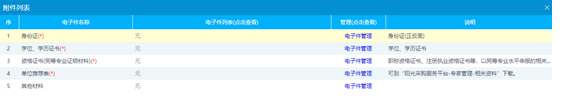 附件列表
序 电子件名称 电子件列表(点击查看) 管理(点击查看) 说明
1 身份证(*) 无 电子件管理 身份证(正反面)
2 学位、学历证书(*) 无 电子件管理 学位、学历证书
3 资格证书(同等专业证明材料)(*) 无 电子件管理 职称资格证书、注册执业资格证书等，以同等专业水平申报的相关...
4 单位推荐表(*) 无 电子件管理 可到“阳光采购服务平台-专家管理-相关资料”下载。
5 其他材料 无 电子件管理